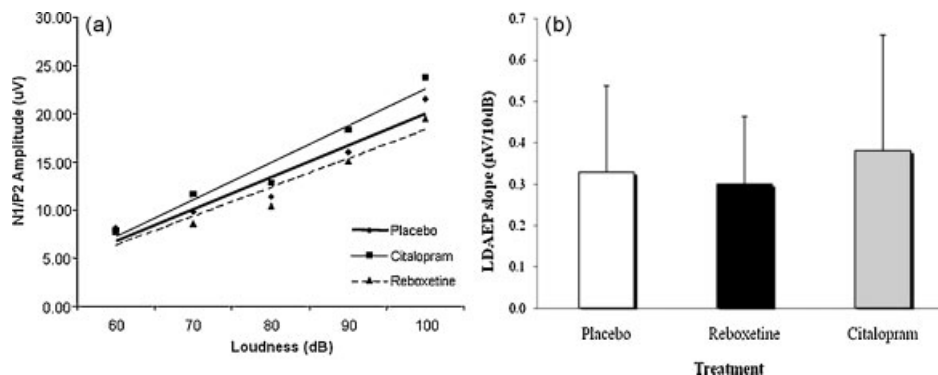 (a)
N1/P2 Amplitude (uV)
30.00
25.00
20.00
15.00
10.00
5.00
0.00
60 70 80 90 100
Loudness (dB)
Placebo
Citalopram
Reboxetine
(b)
LDAEP slope (µV/10dB)
0.7
0.6
0.5
0.4
0.3
0.2
0.1
0.0
Placebo Reboxetine Citalopram
Treatment